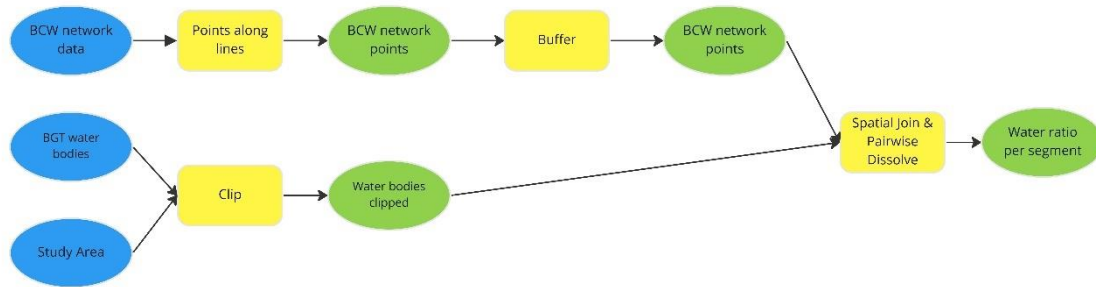 BCW network
data
Points along
lines
BCW network
points
Buffer
BCW network
points
BGT water
bodies
Clip
Water bodies
clipped
Study Area
Spatial Join &
Pairwise
Dissolve
Water ratio
per segment